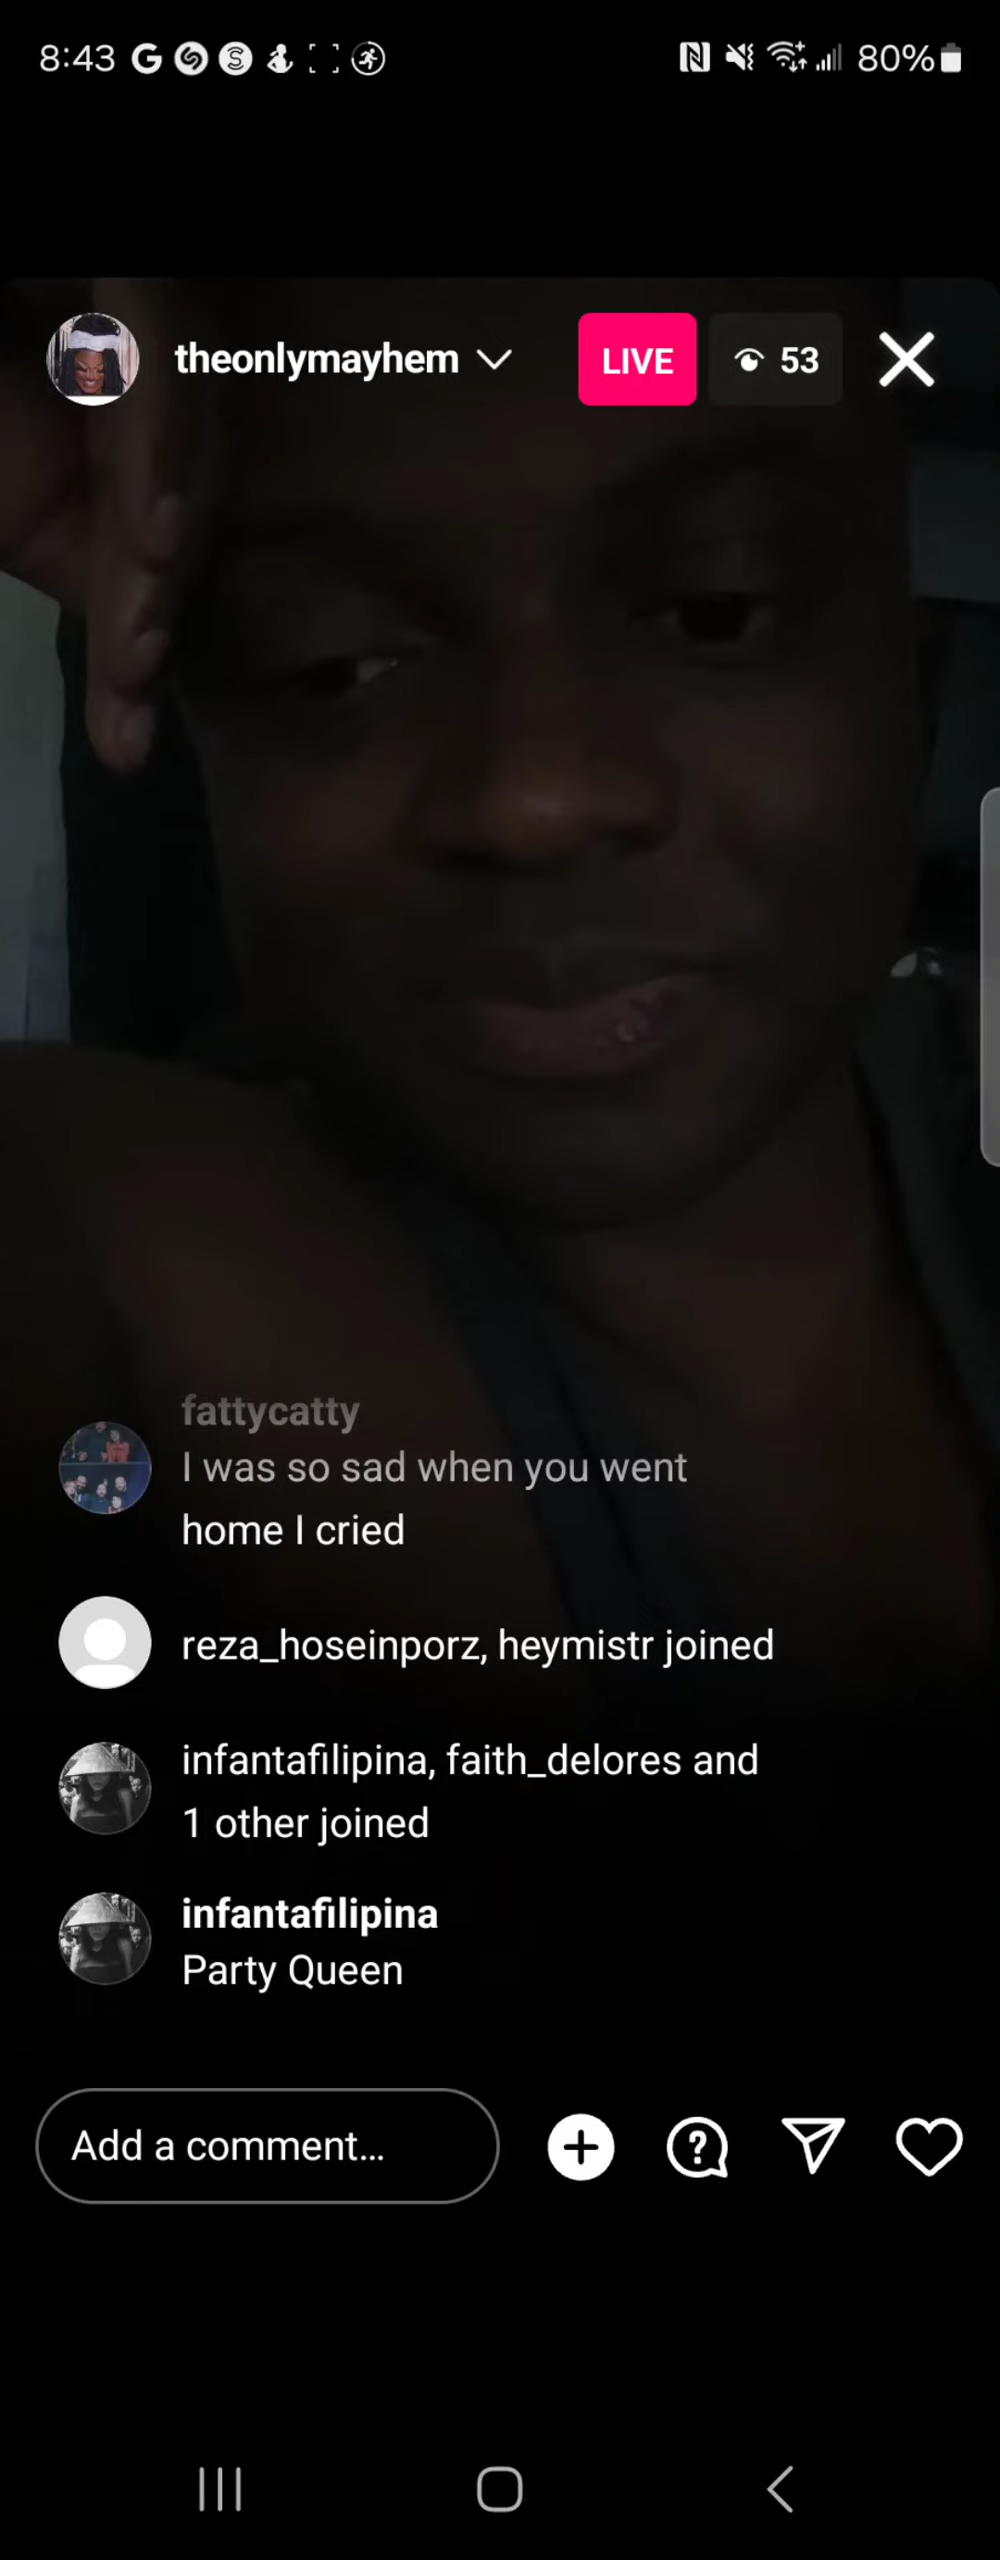 8:43
80%
theonlymayhem
LIVE
53
fattycatty
I was so sad when you went
home I cried
reza_hoseinporz, heymistr joined
infantafilipina, faith_delores and
1 other joined
infantafilipina
Party Queen
Add a comment...